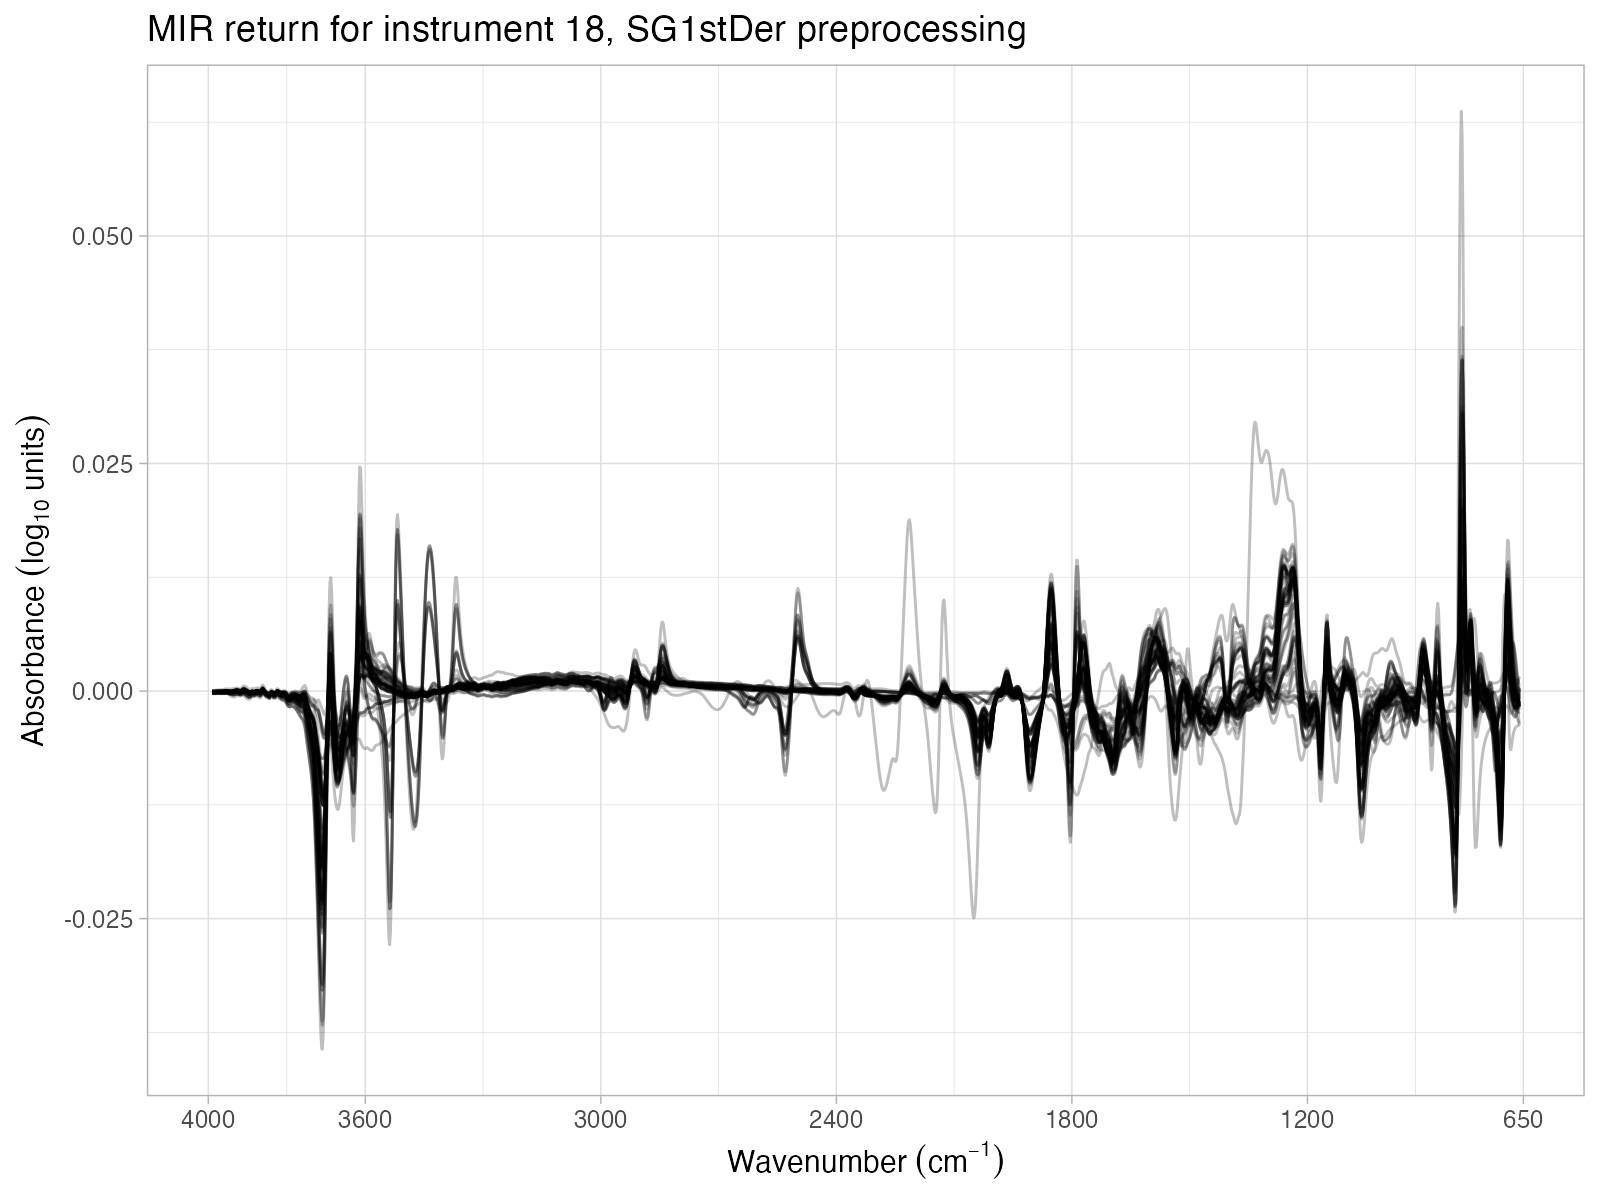 MIR return for instrument 18, SG1stDer preprocessing
Absorbance (log₁₀ units)
0.050
0.025
0.000
-0.025
4000 3600 3000 2400 1800 1200 650
Wavenumber (cm⁻¹)